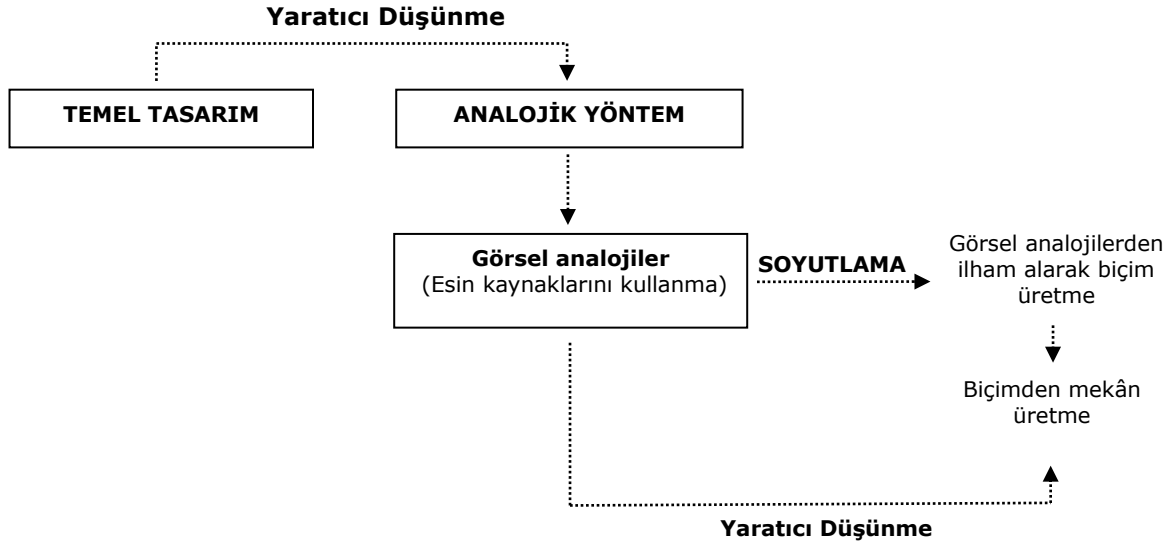 Yaratıcı Düşünme
TEMEL TASARIM
ANALOJİK YÖNTEM
Görsel analojiler
(Esin kaynaklarını kullanma)
SOYUTLAMA
Görsel analojilerden
ilham alarak biçim
üretme
Biçimden mekân
üretme
Yaratıcı Düşünme